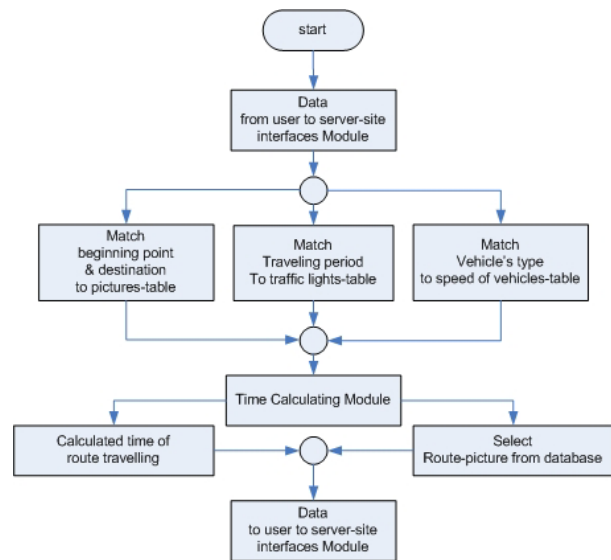 start
Data
from user to server-site
interfaces Module
Match
beginning point
& destination
to pictures-table
Match
Traveling period
To traffic lights-table
Match
Vehicle's type
to speed of vehicles-table
Time Calculating Module
Calculated time of
route travelling
Select
Route-picture from database
Data
to user to server-site
interfaces Module